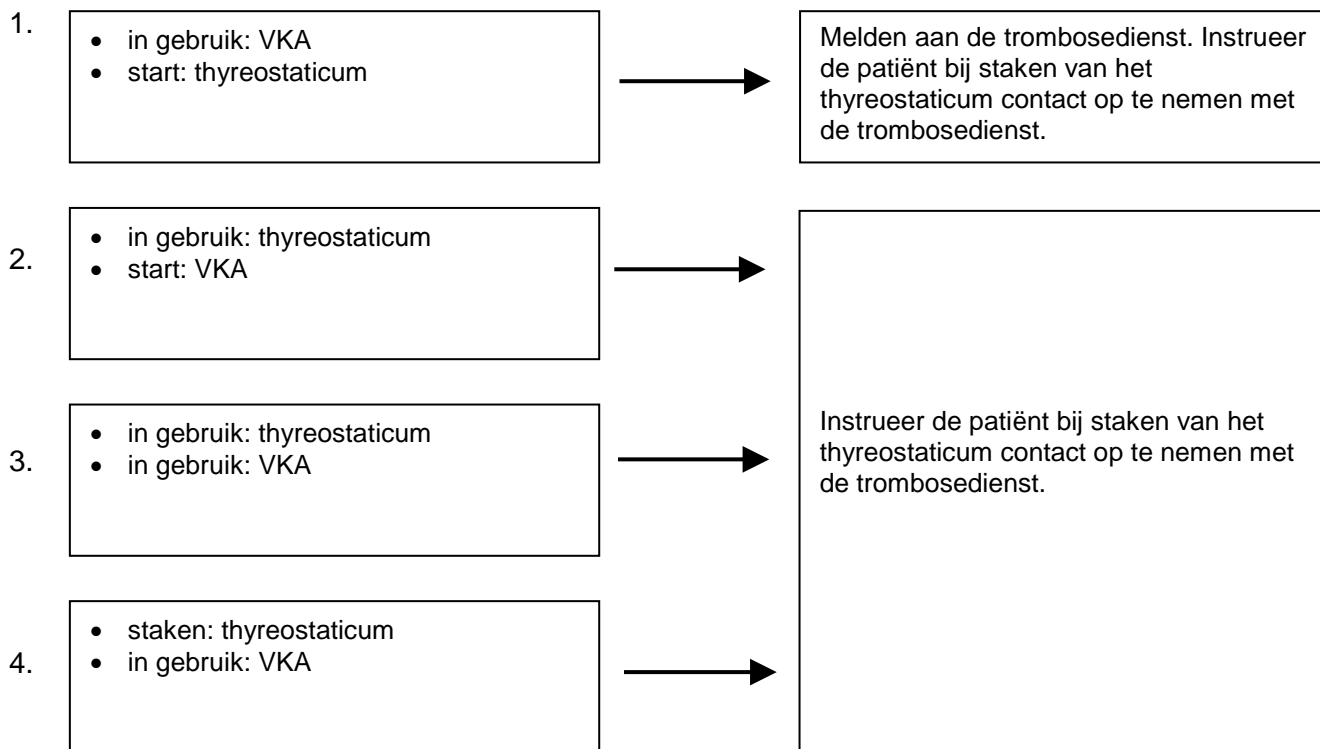 1.
• in gebruik: VKA
• start: thyreostaticum
Melden aan de trombosedienst. Instrueer
de patiënt bij staken van het
thyreostaticum contact op te nemen met
de trombosedienst.
2.
• in gebruik: thyreostaticum
• start: VKA
3.
• in gebruik: thyreostaticum
• in gebruik: VKA
Instrueer de patiënt bij staken van het
thyreostaticum contact op te nemen met
de trombosedienst.
4.
• staken: thyreostaticum
• in gebruik: VKA